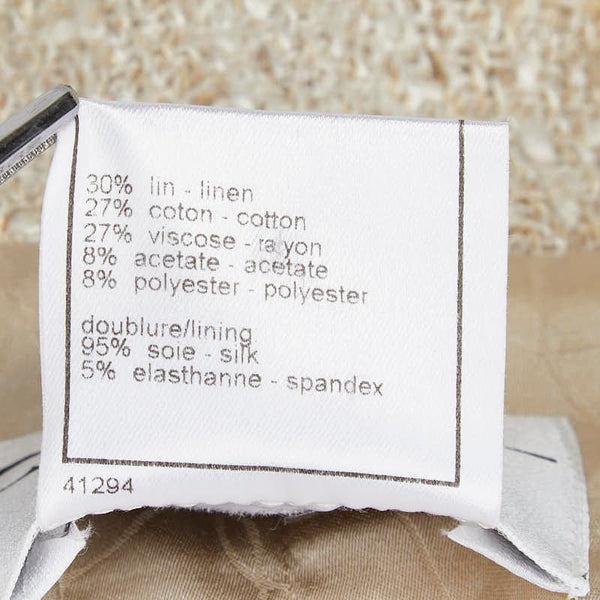 30% lin - linen
27% coton - cotton
27% viscose - rayon
8% acetate - acetate
8% polyester - polyester
doublure/lining
95% soie - silk
5% elasthanne - spandex
41294